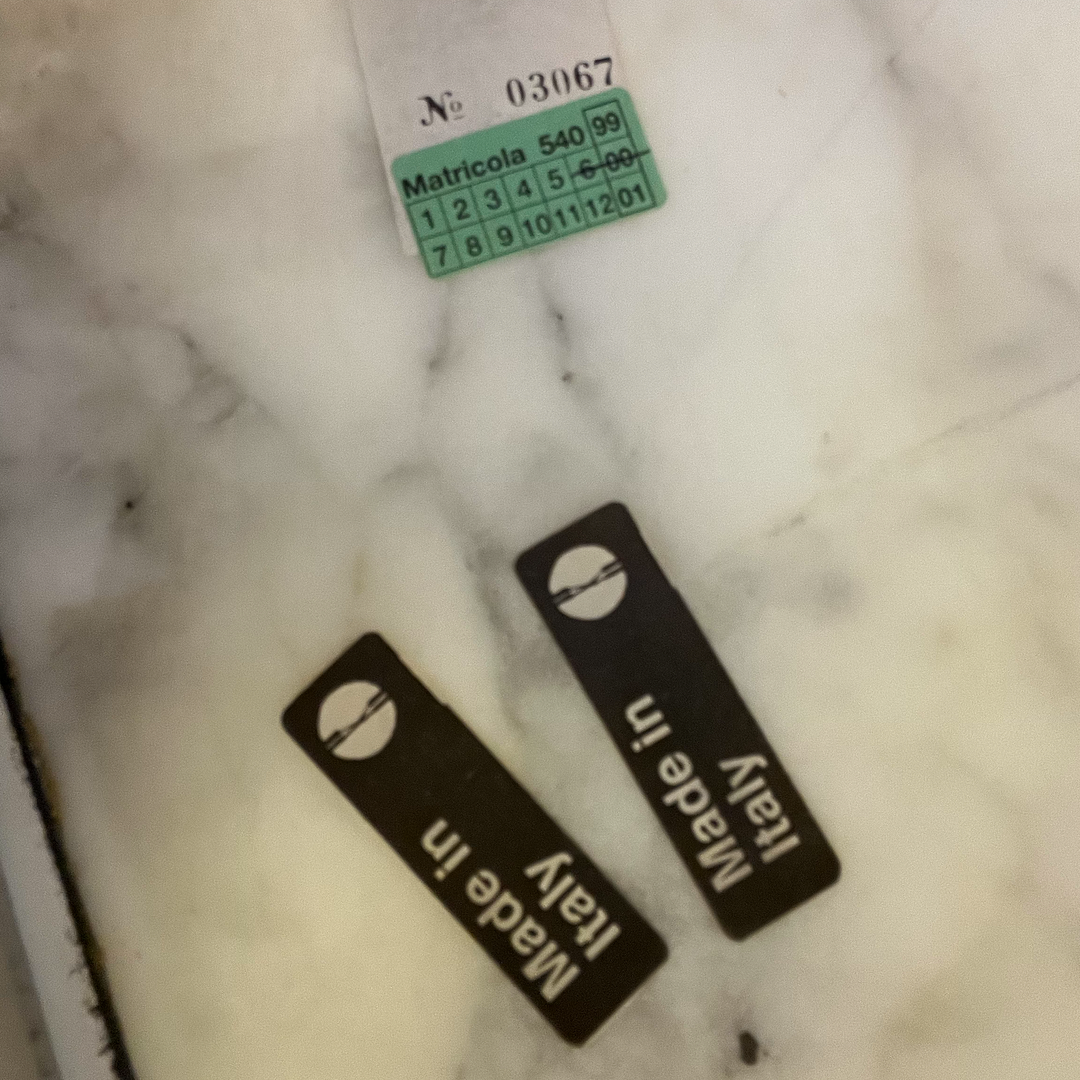 № 03067
Matricola 540 99
1 2 3 4 5 6 00
7 8 9 10 11 12 01
Made in
Italy
Made in
Italy